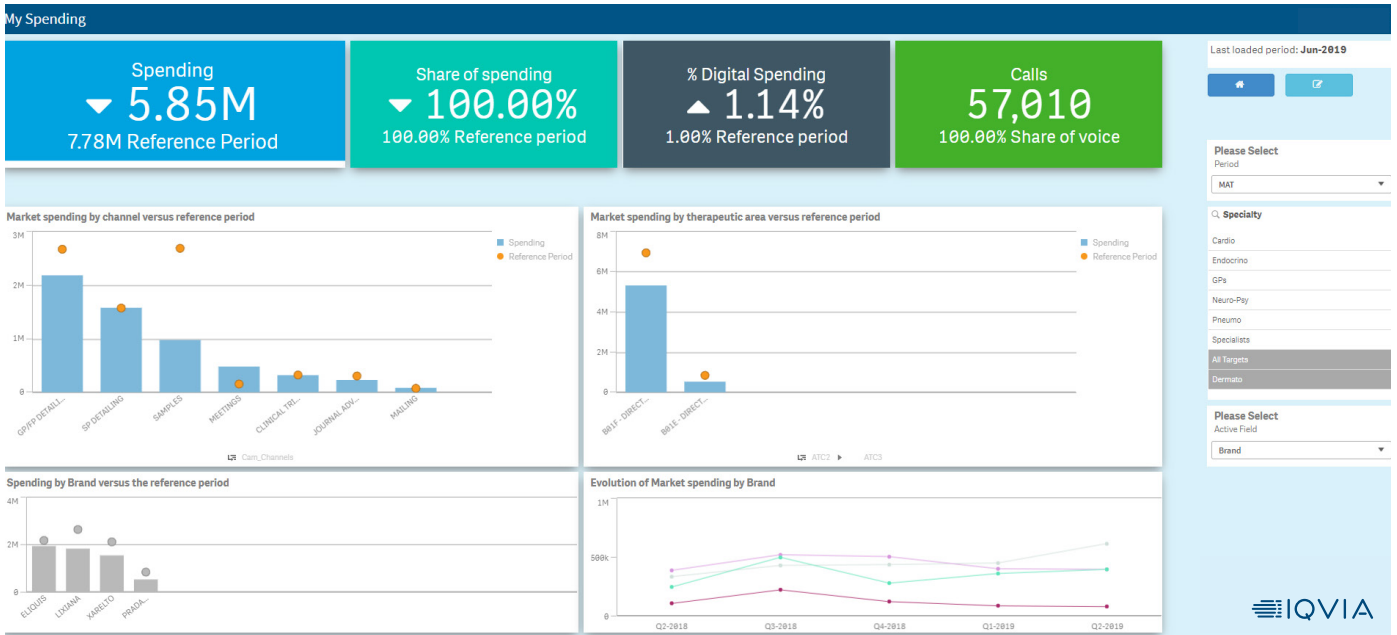 My Spending
Spending
5.85M
7.78M Reference Period
Share of spending
100.00%
100.00% Reference period
% Digital Spending
1.14%
1.00% Reference period
Calls
57,010
100.00% Share of voice
Last loaded period: Jun-2019
Please Select
Period
MAT
Specialty
Cardio
Endocrino
GPs
Neuro-Psy
Pneumo
Specialists
All Targets
Dermato
Please Select
Active Field
Brand
Market spending by channel versus reference period
3M
2M
1M
0
Spending
Reference Period
GP/FP DETAILI...
SP DETAILING
SAMPLES
MEETINGS
CLINICAL TRI...
JOURNAL ADV...
MAILING
Cam_Channels
Market spending by therapeutic area versus reference period
8M
6M
4M
2M
0
Spending
Reference Period
B01F - DIRECT...
B01E - DIRECT...
ATC2
ATC3
Spending by Brand versus the reference period
4M
2M
0
ELIQUIS
LIXIANA
XARELTO
PRADA...
Evolution of Market spending by Brand
1M
500k
0
Q2-2018
Q3-2018
Q4-2018
Q1-2019
Q2-2019
IQVIA